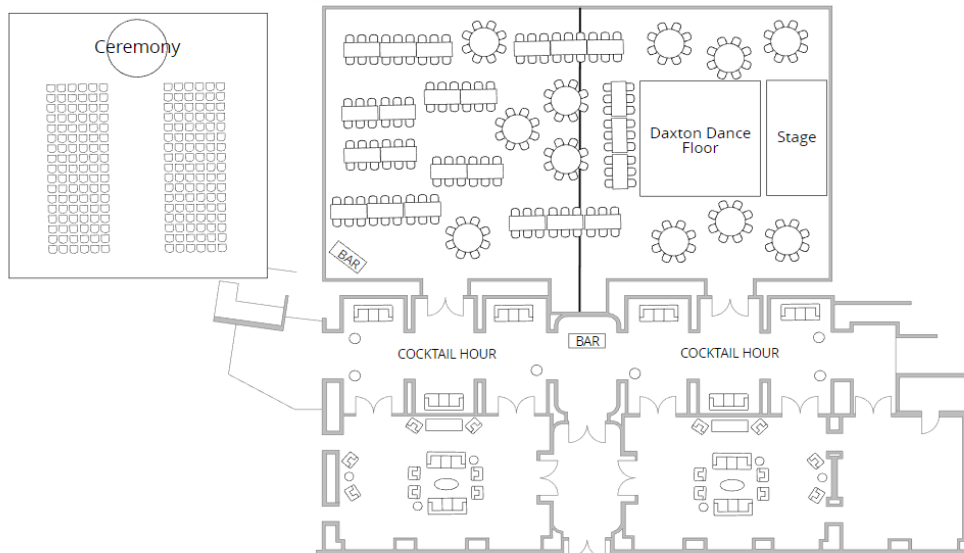 Ceremony
Daxton Dance
Floor
Stage
BAR
BAR
COCKTAIL HOUR
COCKTAIL HOUR